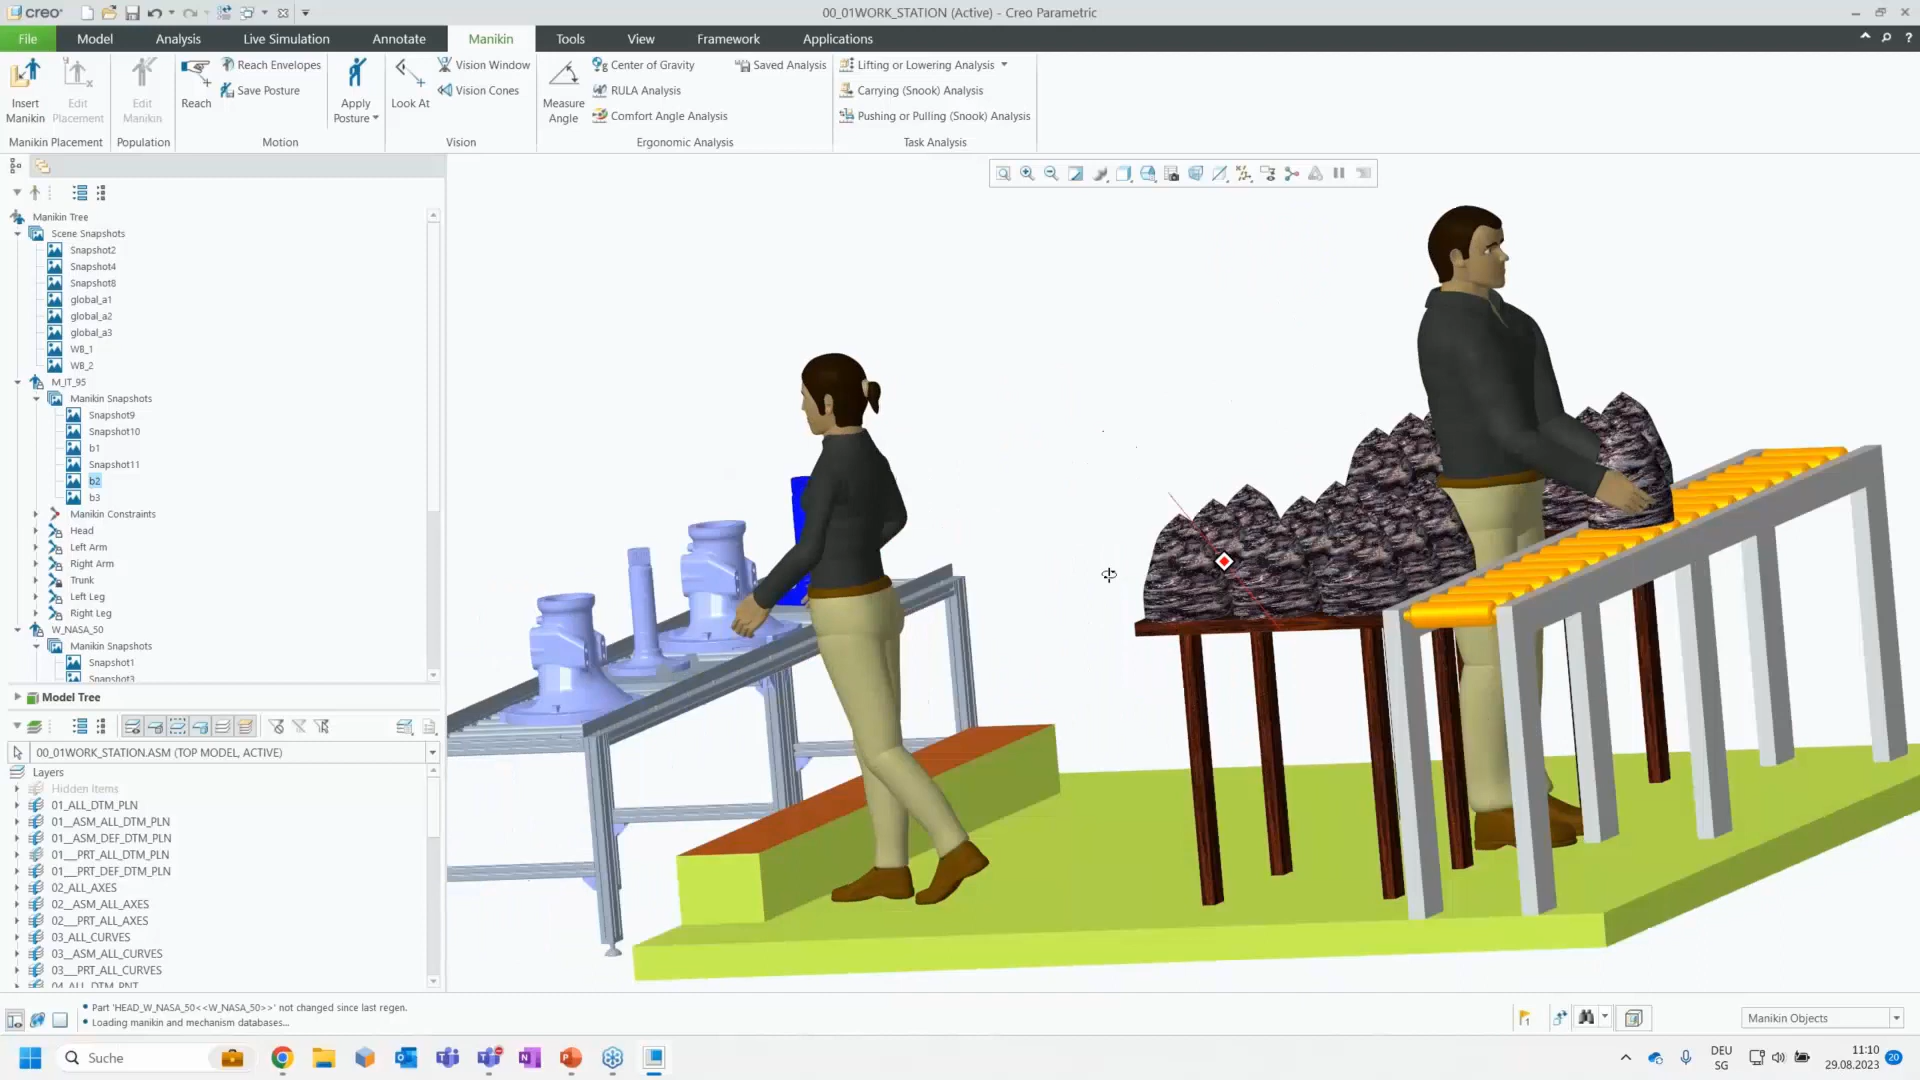 creo
00_01WORK_STATION (Active) - Creo Parametric
File Model Analysis Live Simulation Annotate Manikin Tools View Framework Applications
Insert Manikin
Edit Placement
Manikin Placement
Edit Manikin
Population
Reach
Reach Envelopes
Save Posture
Apply Posture
Motion
Look At
Vision Window
Vision Cones
Vision
Measure Angle
Center of Gravity
RULA Analysis
Comfort Angle Analysis
Saved Analysis
Ergonomic Analysis
Lifting or Lowering Analysis
Carrying (Snook) Analysis
Pushing or Pulling (Snook) Analysis
Task Analysis
Manikin Tree
Scene Snapshots
Snapshot2
Snapshot4
Snapshot8
global_a1
global_a2
global_a3
WB_1
WB_2
M_IT_95
Manikin Snapshots
Snapshot9
Snapshot10
b1
Snapshot11
b2
b3
Manikin Constraints
Head
Left Arm
Right Arm
Trunk
Left Leg
Right Leg
W_NASA_50
Manikin Snapshots
Snapshot1
Snapshot3
Model Tree
00_01WORK_STATION.ASM (TOP MODEL, ACTIVE)
Layers
Hidden Items
01_ALL_DTM_PLN
01__ASM_ALL_DTM_PLN
01__ASM_DEF_DTM_PLN
01___PRT_ALL_DTM_PLN
01___PRT_DEF_DTM_PLN
02_ALL_AXES
02__ASM_ALL_AXES
02___PRT_ALL_AXES
03_ALL_CURVES
03__ASM_ALL_CURVES
03___PRT_ALL_CURVES
04_ALL_DTM_PNT
• Part 'HEAD_W_NASA_50<<W_NASA_50>>' not changed since last regen.
• Loading manikin and mechanism databases...
1
Manikin Objects
Suche
DEU
SG
11:10
29.08.2023
20